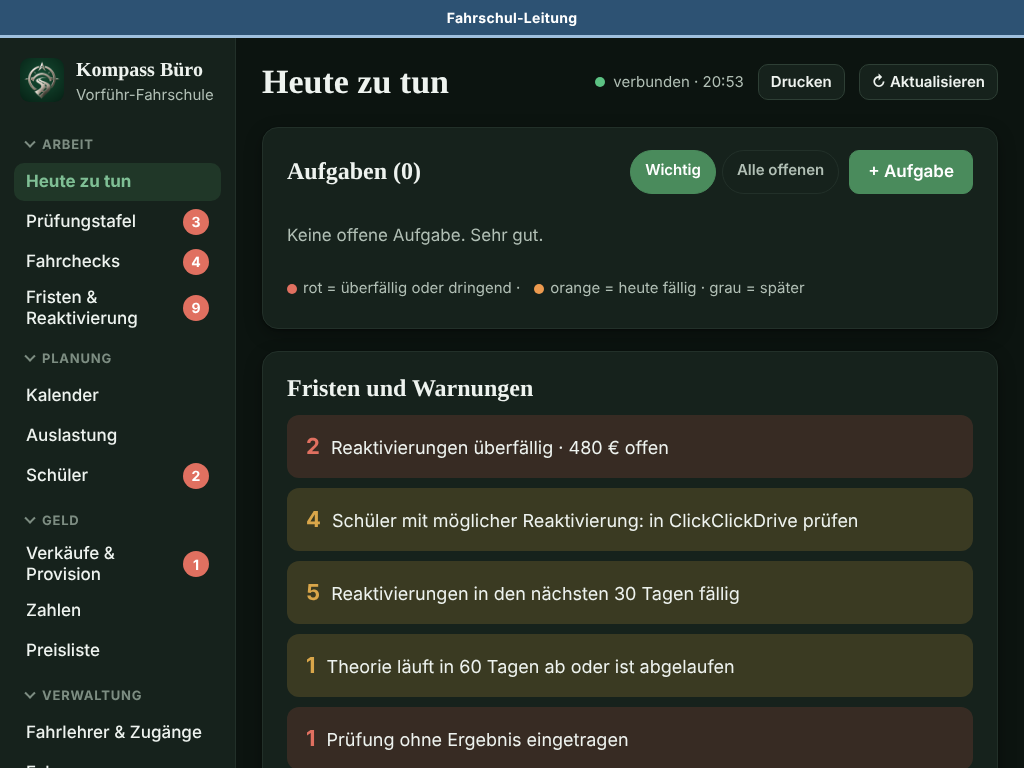 Fahrschul-Leitung
Kompass Büro
Vorführ-Fahrschule
ARBEIT
Heute zu tun
Prüfungstafel 3
Fahrchecks 4
Fristen &
Reaktivierung 9
PLANUNG
Kalender
Auslastung
Schüler 2
GELD
Verkäufe &
Provision 1
Zahlen
Preisliste
VERWALTUNG
Fahrlehrer & Zugänge
Heute zu tun
verbunden · 20:53
Drucken
↻ Aktualisieren
Aufgaben (0)
Wichtig
Alle offenen
+ Aufgabe
Keine offene Aufgabe. Sehr gut.
rot = überfällig oder dringend · orange = heute fällig · grau = später
Fristen und Warnungen
2 Reaktivierungen überfällig · 480 € offen
4 Schüler mit möglicher Reaktivierung: in ClickClickDrive prüfen
5 Reaktivierungen in den nächsten 30 Tagen fällig
1 Theorie läuft in 60 Tagen ab oder ist abgelaufen
1 Prüfung ohne Ergebnis eingetragen